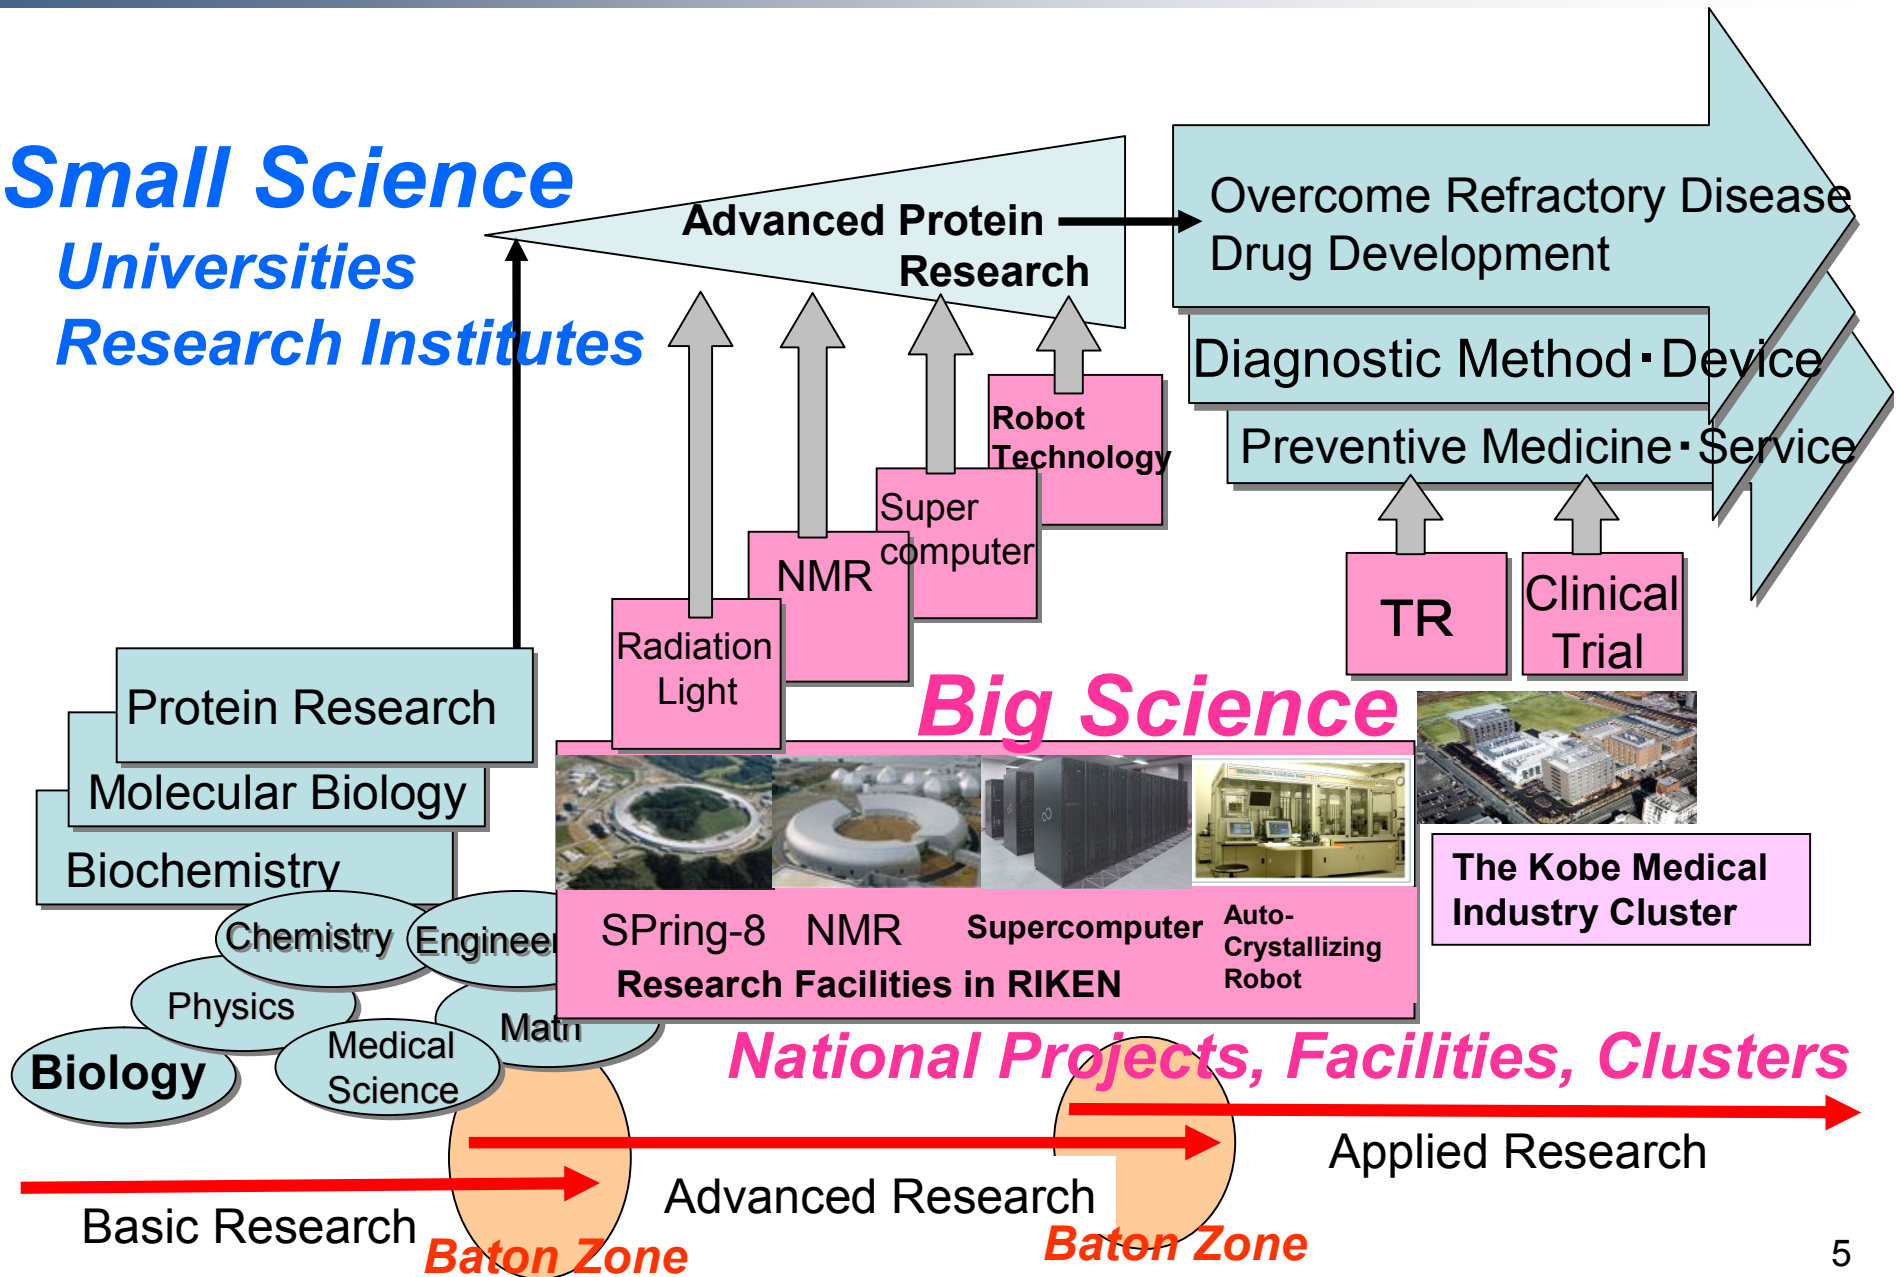 Small Science
Universities
Research Institutes
Advanced Protein
Research
Overcome Refractory Disease
Drug Development
Diagnostic Method・Device
Preventive Medicine・Service
Robot
Technology
Super
computer
NMR
Radiation
Light
TR
Clinical
Trial
Big Science
Protein Research
Molecular Biology
Biochemistry
Chemistry
Engineer
Physics
Math
Medical
Science
Biology
SPring-8
NMR
Supercomputer
Auto-
Crystallizing
Robot
Research Facilities in RIKEN
The Kobe Medical
Industry Cluster
National Projects, Facilities, Clusters
Applied Research
Advanced Research
Basic Research
Baton Zone
Baton Zone
5